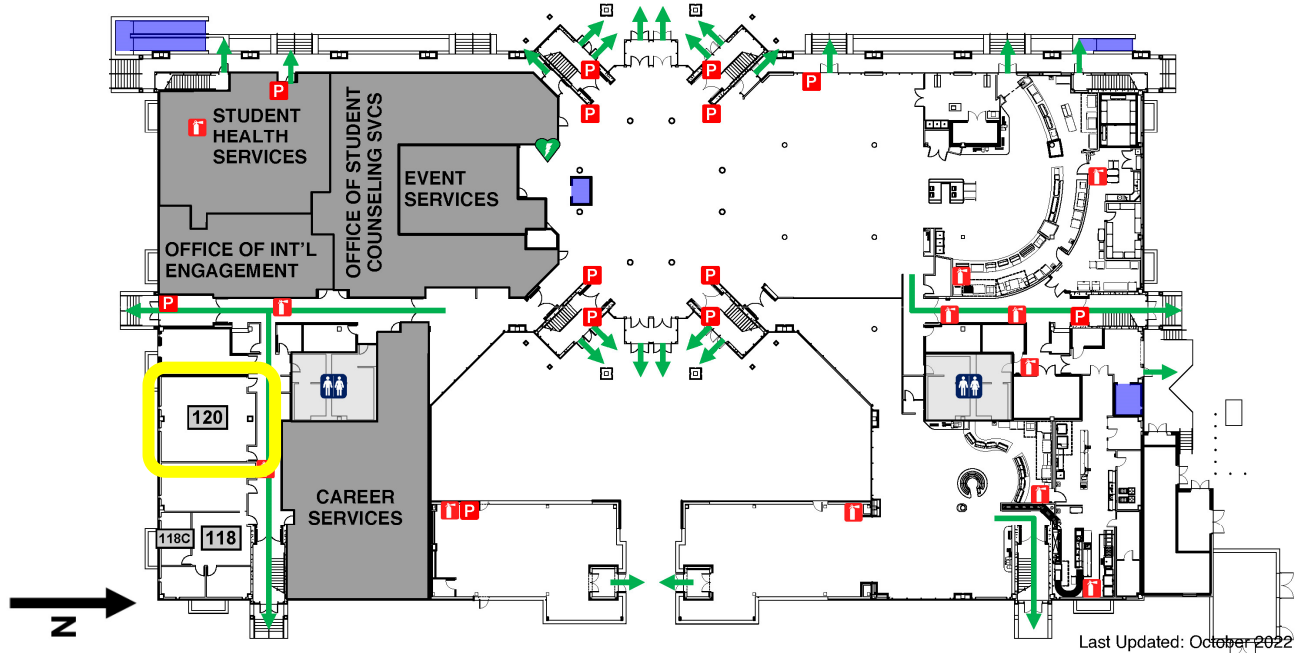 P
P
P
P
P
P
STUDENT
HEALTH
SERVICES
OFFICE OF STUDENT
COUNSELING SVCS
EVENT
SERVICES
OFFICE OF INT'L
ENGAGEMENT
P
P
P
P
P
P
120
CAREER
SERVICES
P
118C
118
N
Last Updated: October 2022